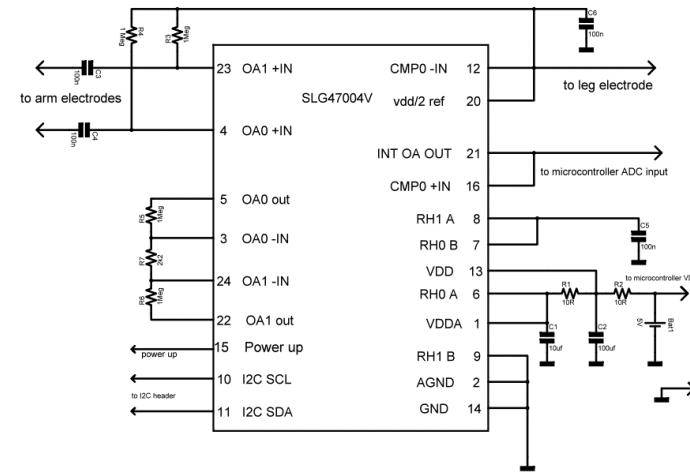 C6
100n
R4
1 Meg
R3
1Meg
23 OA1 +IN
CMP0 -IN 12
C3
100n
to leg electrode
to arm electrodes
SLG47004V
vdd/2 ref 20
4 OA0 +IN
C4
100n
INT OA OUT 21
to microcontroller ADC input
CMP0 +IN 16
5 OA0 out
R5
1Meg
RH1 A 8
C5
100n
3 OA0 -IN
RH0 B 7
R7
2k2
VDD 13
24 OA1 -IN
to microcontroller V
R6
1Meg
RH0 A 6
R1
10R
R2
10R
22 OA1 out
VDDA 1
C1
10uf
C2
100uf
5V
Bat1
15 Power up
power up
RH1 B 9
10 I2C SCL
AGND 2
to I2C header
11 I2C SDA
GND 14